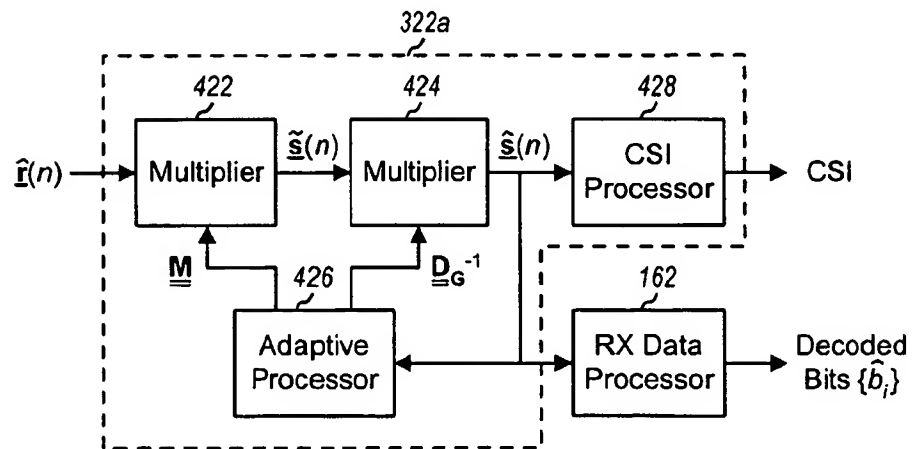 322a
422
424
428
r̲̂(n)
Multiplier
s̲̃(n)
Multiplier
ŝ̲(n)
CSI
Processor
CSI
M̳
426
D̳_G⁻¹
162
Adaptive
Processor
RX Data
Processor
Decoded
Bits {b̂_i}